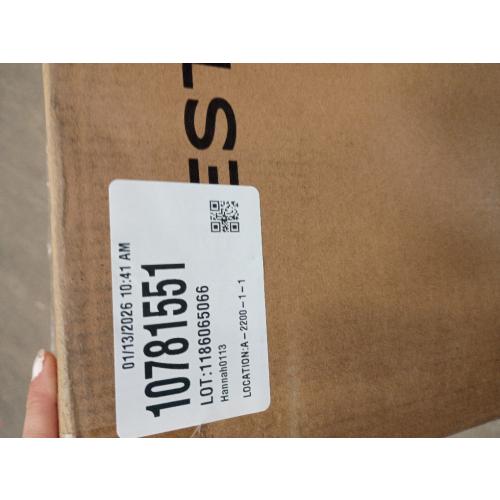 EST
01/13/2026 10:41 AM
10781551
LOT:1186065066
Hannah0113
LOCATION:A-2200-1-1